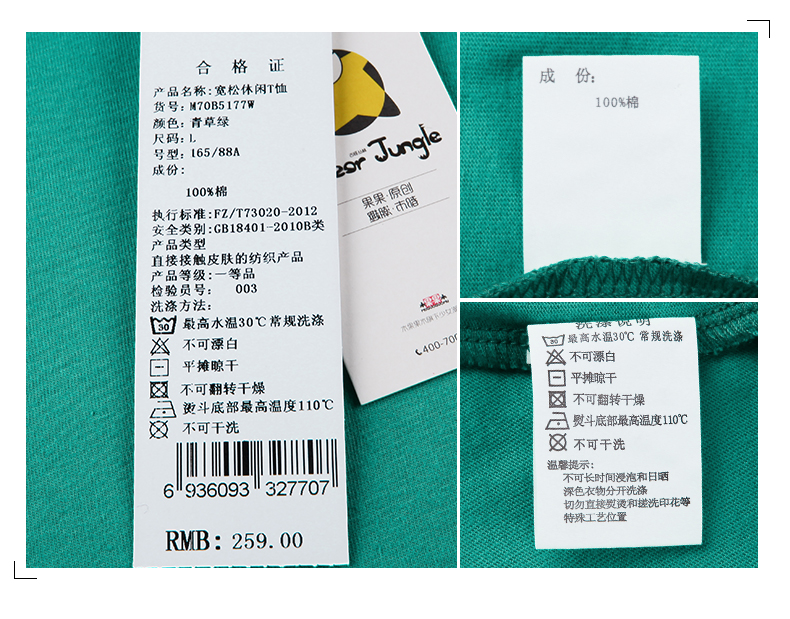 合格证
产品名称:宽松休闲T恤
货号:M70B5177W
颜色:青草绿
尺码:L
号型:165/88A
成份:
100%棉
执行标准:FZ/T73020-2012
安全类别:GB18401-2010B类
产品类型
直接接触皮肤的纺织产品
产品等级:一等品
检验员号: 003
洗涤方法:
30 最高水温30℃常规洗涤
不可漂白
平摊晾干
不可翻转干燥
熨斗底部最高温度110℃
不可干洗
6 936093 327707
RMB: 259.00
Jungle
果果·原创
都市·潮趣
400-700
成 份:
100%棉
洗涤说明
30 最高水温30℃ 常规洗涤
不可漂白
平摊晾干
不可翻转干燥
熨斗底部最高温度110℃
不可干洗
温馨提示:
不可长时间浸泡和日晒
深色衣物分开洗涤
切勿直接熨烫和搓洗印花等
特殊工艺位置